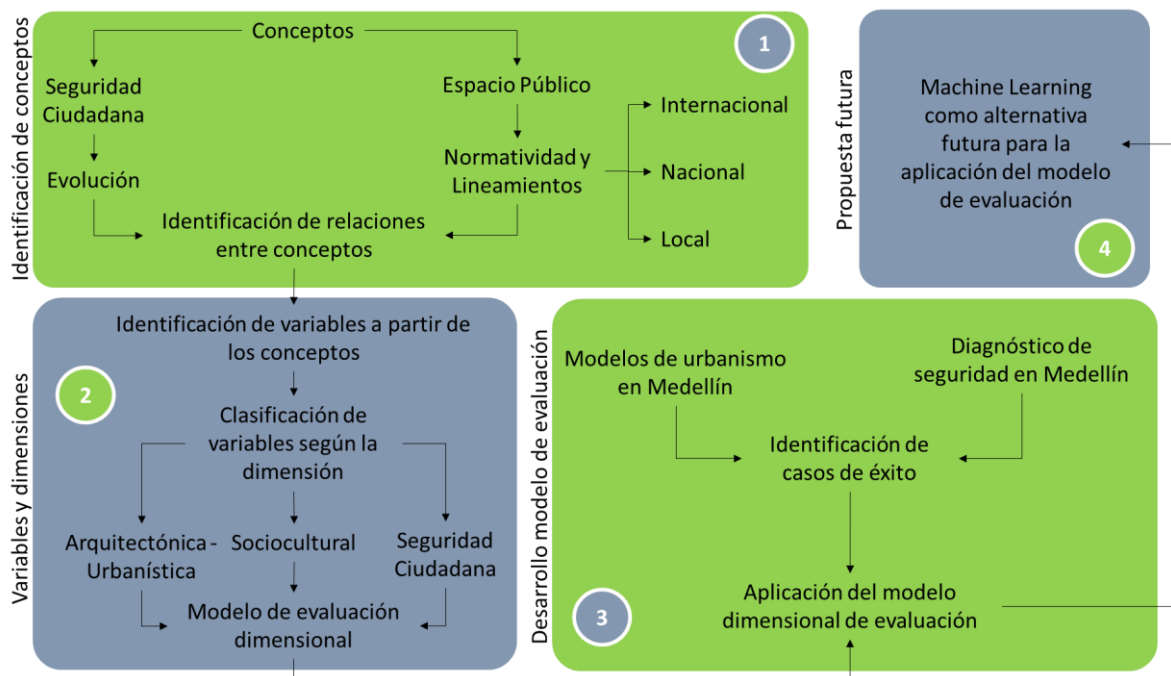 Identificación de conceptos
Conceptos
1
Seguridad
Ciudadana
Evolución
Espacio Público
Normatividad y
Lineamientos
Internacional
Nacional
Local
Identificación de relaciones
entre conceptos
Variables y dimensiones
2
Identificación de variables a partir de
los conceptos
Clasificación de
variables según la
dimensión
Arquitectónica -
Urbanística
Sociocultural
Seguridad
Ciudadana
Modelo de evaluación
dimensional
Desarrollo modelo de evaluación
Modelos de urbanismo
en Medellín
Diagnóstico de
seguridad en Medellín
Identificación de
casos de éxito
Aplicación del modelo
dimensional de evaluación
3
Propuesta futura
Machine Learning
como alternativa
futura para la
aplicación del modelo
de evaluación
4